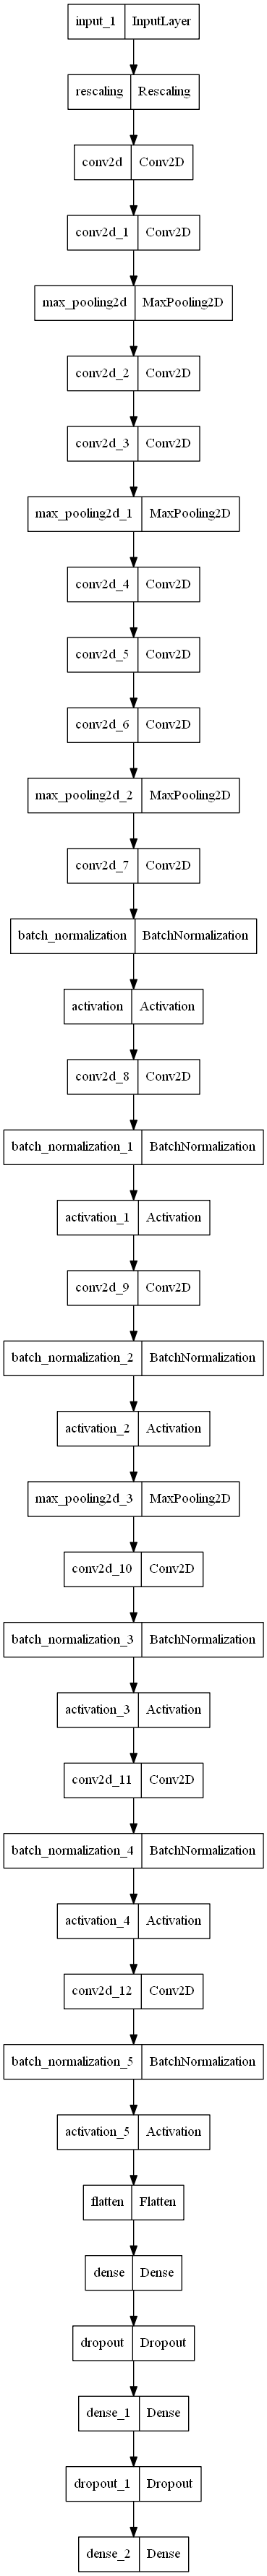 input_1 InputLayer
rescaling Rescaling
conv2d Conv2D
conv2d_1 Conv2D
max_pooling2d MaxPooling2D
conv2d_2 Conv2D
conv2d_3 Conv2D
max_pooling2d_1 MaxPooling2D
conv2d_4 Conv2D
conv2d_5 Conv2D
conv2d_6 Conv2D
max_pooling2d_2 MaxPooling2D
conv2d_7 Conv2D
batch_normalization BatchNormalization
activation Activation
conv2d_8 Conv2D
batch_normalization_1 BatchNormalization
activation_1 Activation
conv2d_9 Conv2D
batch_normalization_2 BatchNormalization
activation_2 Activation
max_pooling2d_3 MaxPooling2D
conv2d_10 Conv2D
batch_normalization_3 BatchNormalization
activation_3 Activation
conv2d_11 Conv2D
batch_normalization_4 BatchNormalization
activation_4 Activation
conv2d_12 Conv2D
batch_normalization_5 BatchNormalization
activation_5 Activation
flatten Flatten
dense Dense
dropout Dropout
dense_1 Dense
dropout_1 Dropout
dense_2 Dense